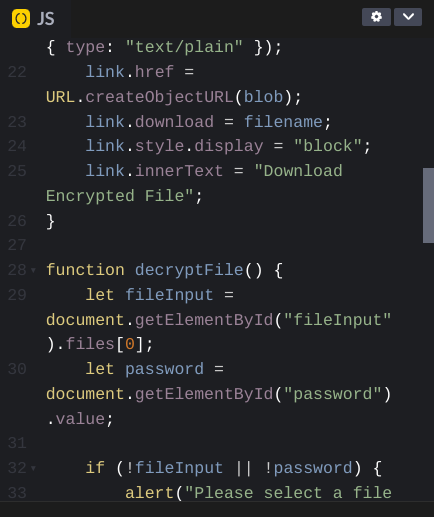 () JS
{ type: "text/plain" });
22 link.href =
URL.createObjectURL(blob);
23 link.download = filename;
24 link.style.display = "block";
25 link.innerText = "Download
Encrypted File";
26 }
27
28 function decryptFile() {
29 let fileInput =
document.getElementById("fileInput"
).files[0];
30 let password =
document.getElementById("password")
.value;
31
32 if (!fileInput || !password) {
33 alert("Please select a file